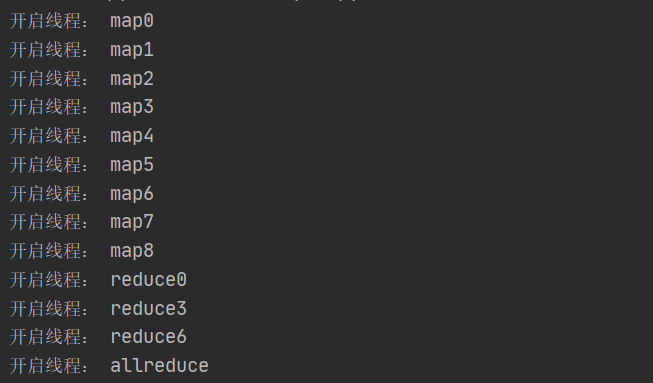 开启线程： map0
开启线程： map1
开启线程： map2
开启线程： map3
开启线程： map4
开启线程： map5
开启线程： map6
开启线程： map7
开启线程： map8
开启线程： reduce0
开启线程： reduce3
开启线程： reduce6
开启线程： allreduce